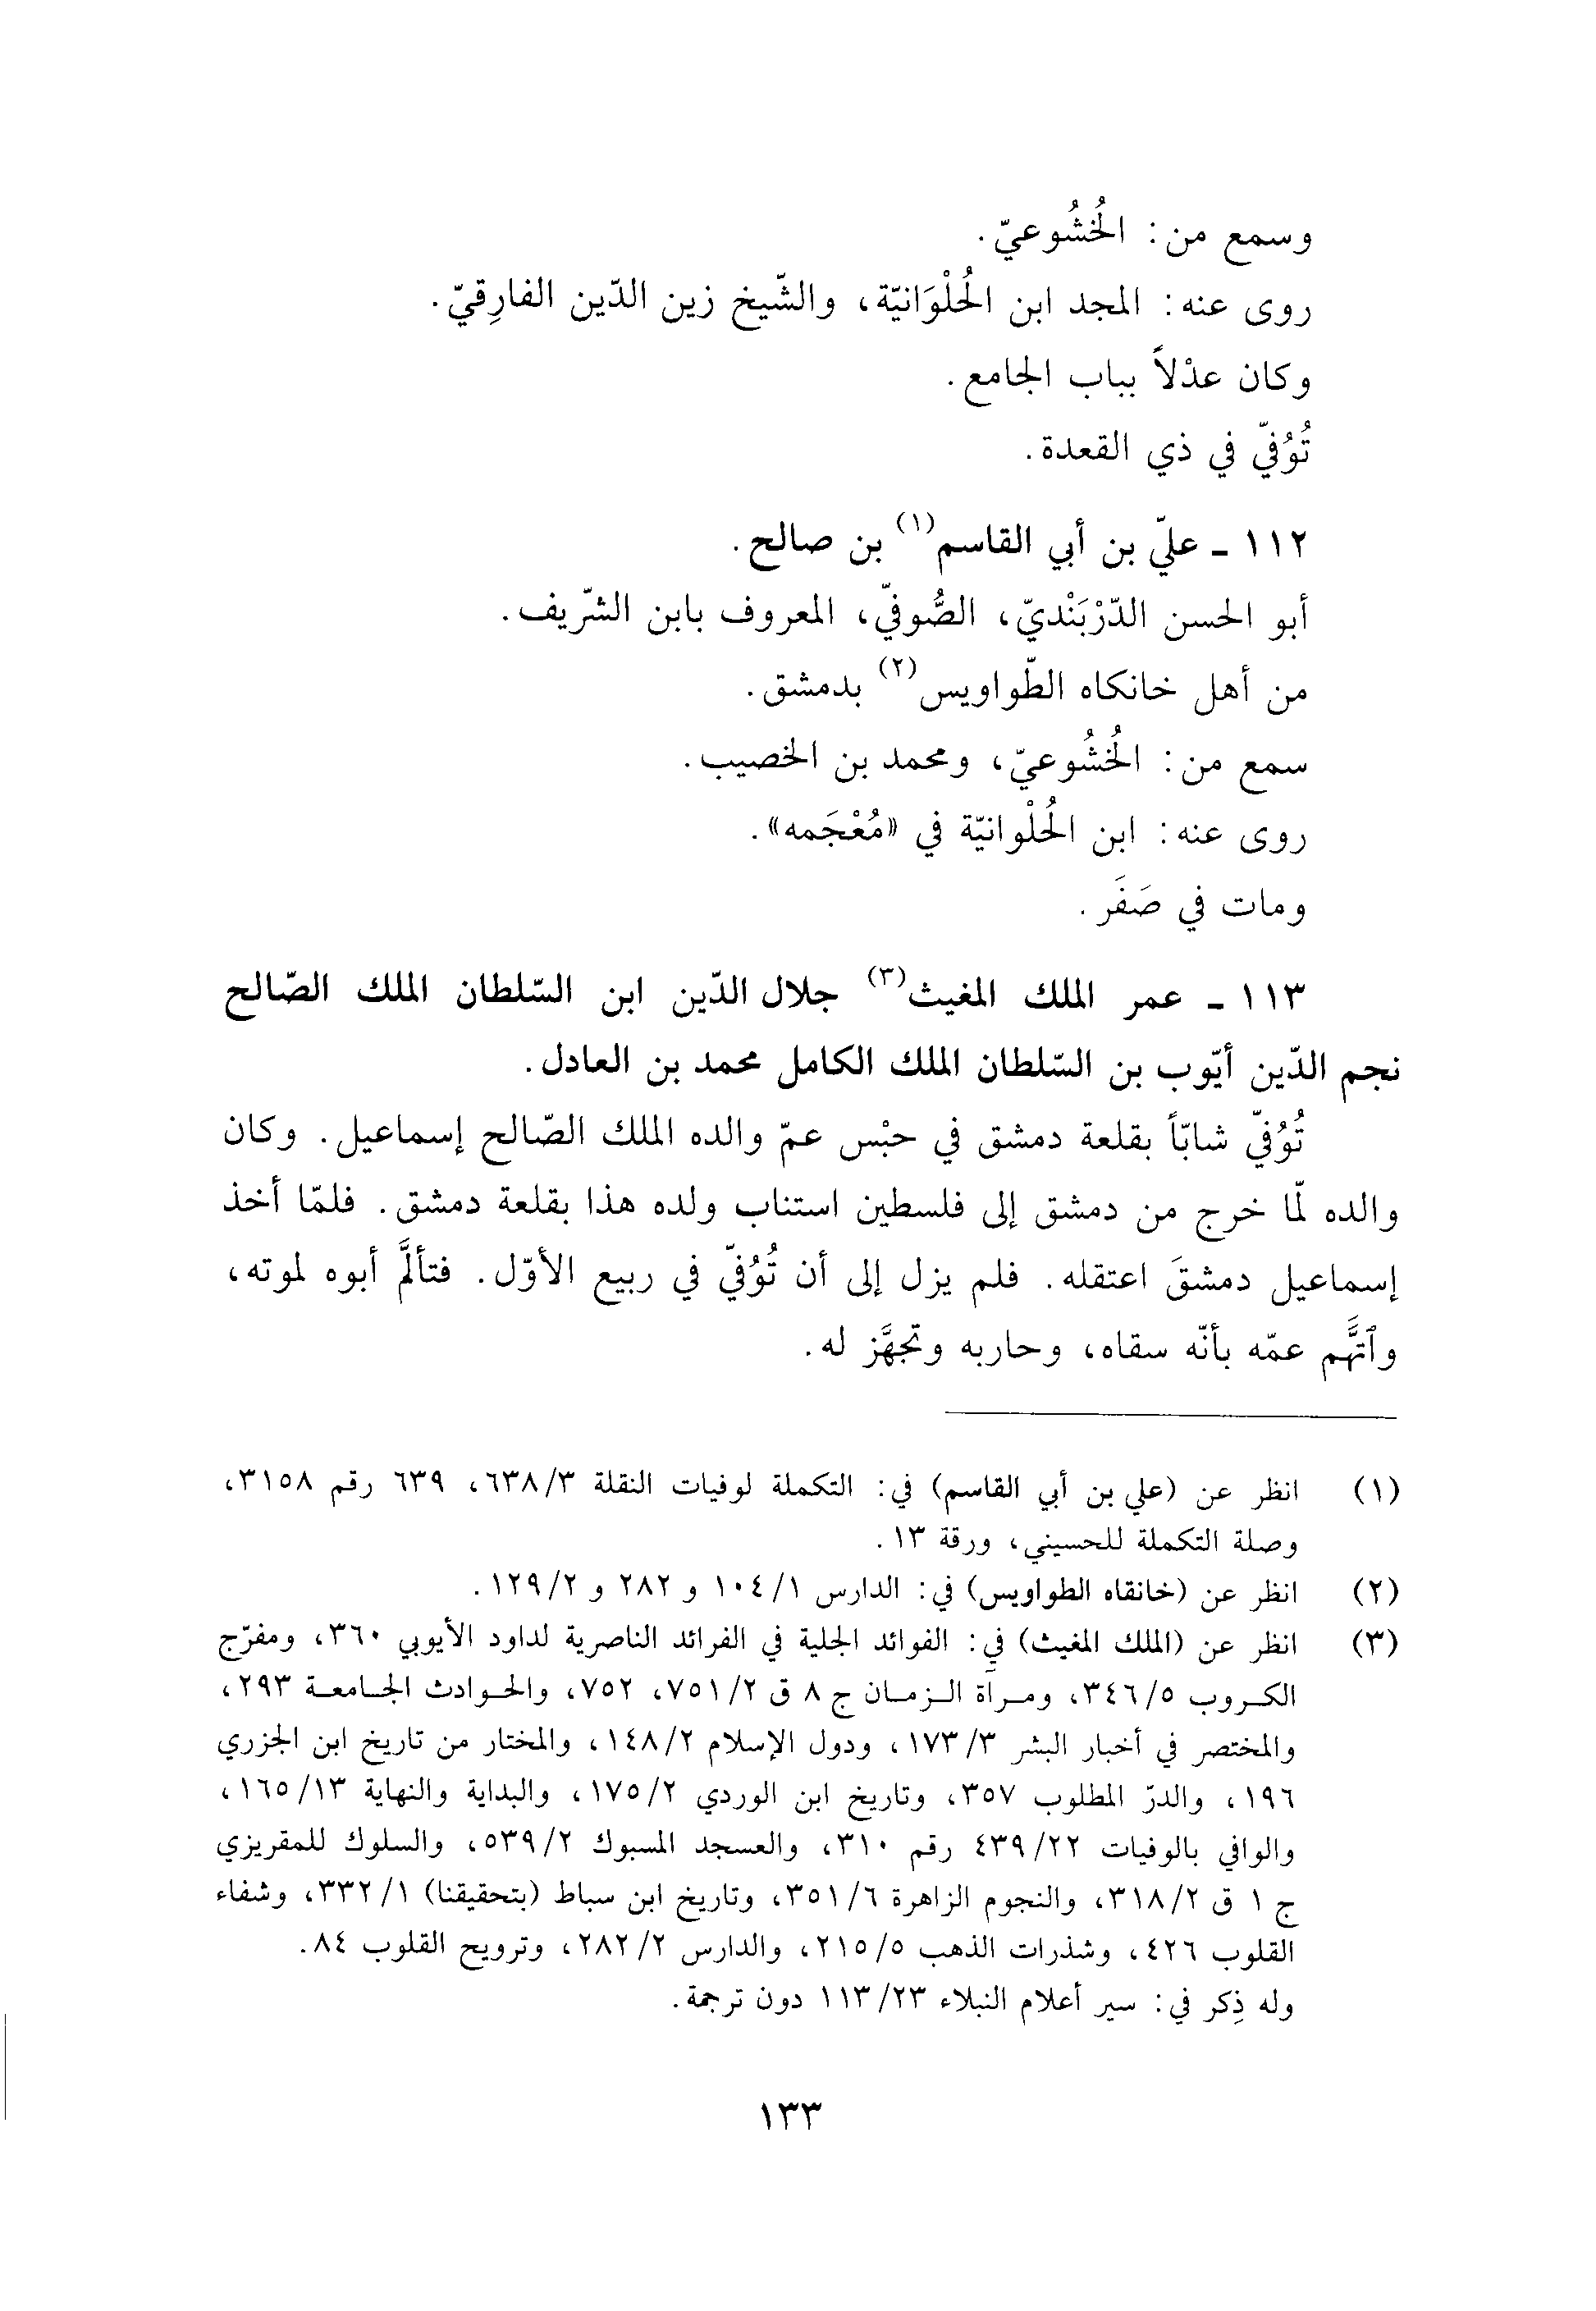 وسمع من: الخُشُوعيّ.
روى عنه: المجد ابن الحُلْوَانيّة، والشّيخ زين الدّين الفارِقيّ.
وكان عدْلاً بباب الجامع.
تُوُفيّ في ذي القعدة.
١١٢ ـ عليّ بن أبي القاسم(١) بن صالح.
أبو الحسن الدّرْبَنْديّ، الصُّوفيّ، المعروف بابن الشّريف.
من أهل خانكاه الطّواويس(٢) بدمشق.
سمع من: الخُشُوعيّ، ومحمد بن الخصيب.
روى عنه: ابن الحُلْوانيّة في «مُعْجَمه».
ومات في صَفَر.
١١٣ ـ عمر الملك المغيث(٣) جلال الدّين ابن السّلطان الملك الصّالح
نجم الدّين أيّوب بن السّلطان الملك الكامل محمد بن العادل.
تُوُفيّ شابّاً بقلعة دمشق في حبْس عمّ والده الملك الصّالح إسماعيل. وكان
والده لمّا خرج من دمشق إلى فلسطين استناب ولده هذا بقلعة دمشق. فلمّا أخذ
إسماعيل دمشقَ اعتقله. فلم يزل إلى أن تُوُفيّ في ربيع الأوّل. فتألَّم أبوه لموته،
وٱتَّهَم عمّه بأنّه سقاه، وحاربه وتجهَّز له.
(١) انظر عن (علي بن أبي القاسم) في: التكملة لوفيات النقلة ٦٣٨/٣، ٦٣٩ رقم ٣١٥٨،
وصلة التكملة للحسيني، ورقة ١٣.
(٢) انظر عن (خانقاه الطواويس) في: الدارس ١٠٤/١ و ٢٨٢ و ١٢٩/٢.
(٣) انظر عن (الملك المغيث) في: الفوائد الجلية في الفرائد الناصرية لداود الأيوبي ٣٦٠، ومفرّج
الكروب ٣٤٦/٥، ومرآة الزمان ج ٨ ق ٧٥١/٢، ٧٥٢، والحوادث الجامعة ٢٩٣،
والمختصر في أخبار البشر ١٧٣/٣، ودول الإسلام ١٤٨/٢، والمختار من تاريخ ابن الجزري
١٩٦، والدرّ المطلوب ٣٥٧، وتاريخ ابن الوردي ١٧٥/٢، والبداية والنهاية ١٦٥/١٣،
والوافي بالوفيات ٤٣٩/٢٢ رقم ٣١٠، والعسجد المسبوك ٥٣٩/٢، والسلوك للمقريزي
ج ١ ق ٣١٨/٢، والنجوم الزاهرة ٣٥١/٦، وتاريخ ابن سباط (بتحقيقنا) ٣٣٢/١، وشفاء
القلوب ٤٢٦، وشذرات الذهب ٢١٥/٥، والدارس ٢٨٢/٢، وترويح القلوب ٨٤.
وله ذِكر في: سير أعلام النبلاء ١١٣/٢٣ دون ترجمة.
١٣٣